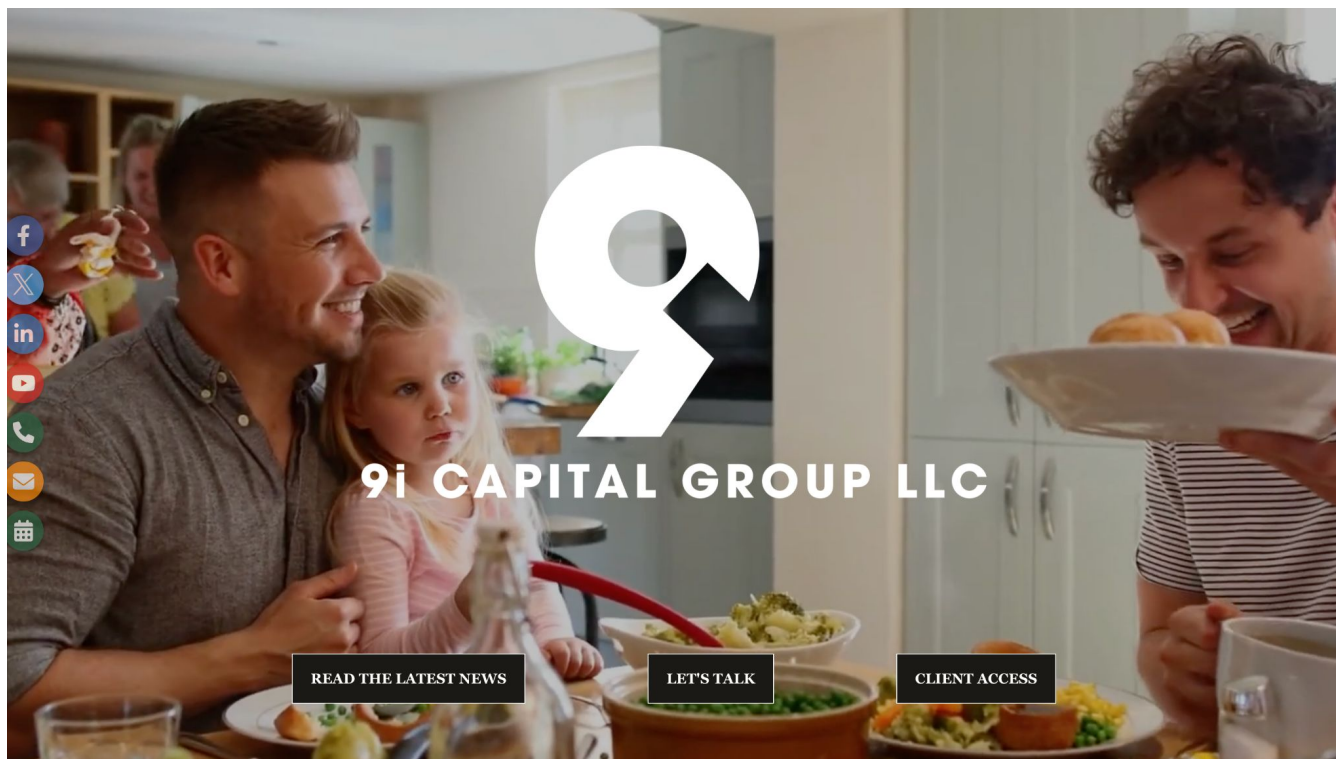 9
9i CAPITAL GROUP LLC
READ THE LATEST NEWS
LET'S TALK
CLIENT ACCESS